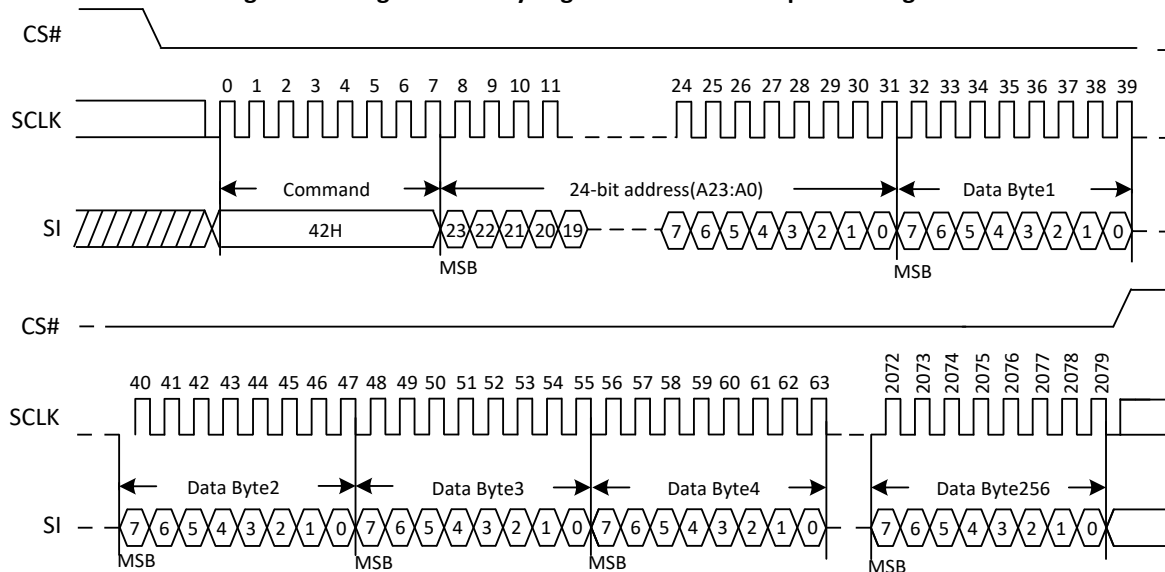 CS#
0 1 2 3 4 5 6 7 8 9 10 11 24 25 26 27 28 29 30 31 32 33 34 35 36 37 38 39
SCLK
Command 24-bit address(A23:A0) Data Byte1
SI 42H 23 22 21 20 19 7 6 5 4 3 2 1 0 7 6 5 4 3 2 1 0
MSB MSB
CS#
40 41 42 43 44 45 46 47 48 49 50 51 52 53 54 55 56 57 58 59 60 61 62 63 2072 2073 2074 2075 2076 2077 2078 2079
SCLK
Data Byte2 Data Byte3 Data Byte4 Data Byte256
SI 7 6 5 4 3 2 1 0 7 6 5 4 3 2 1 0 7 6 5 4 3 2 1 0 7 6 5 4 3 2 1 0
MSB MSB MSB MSB